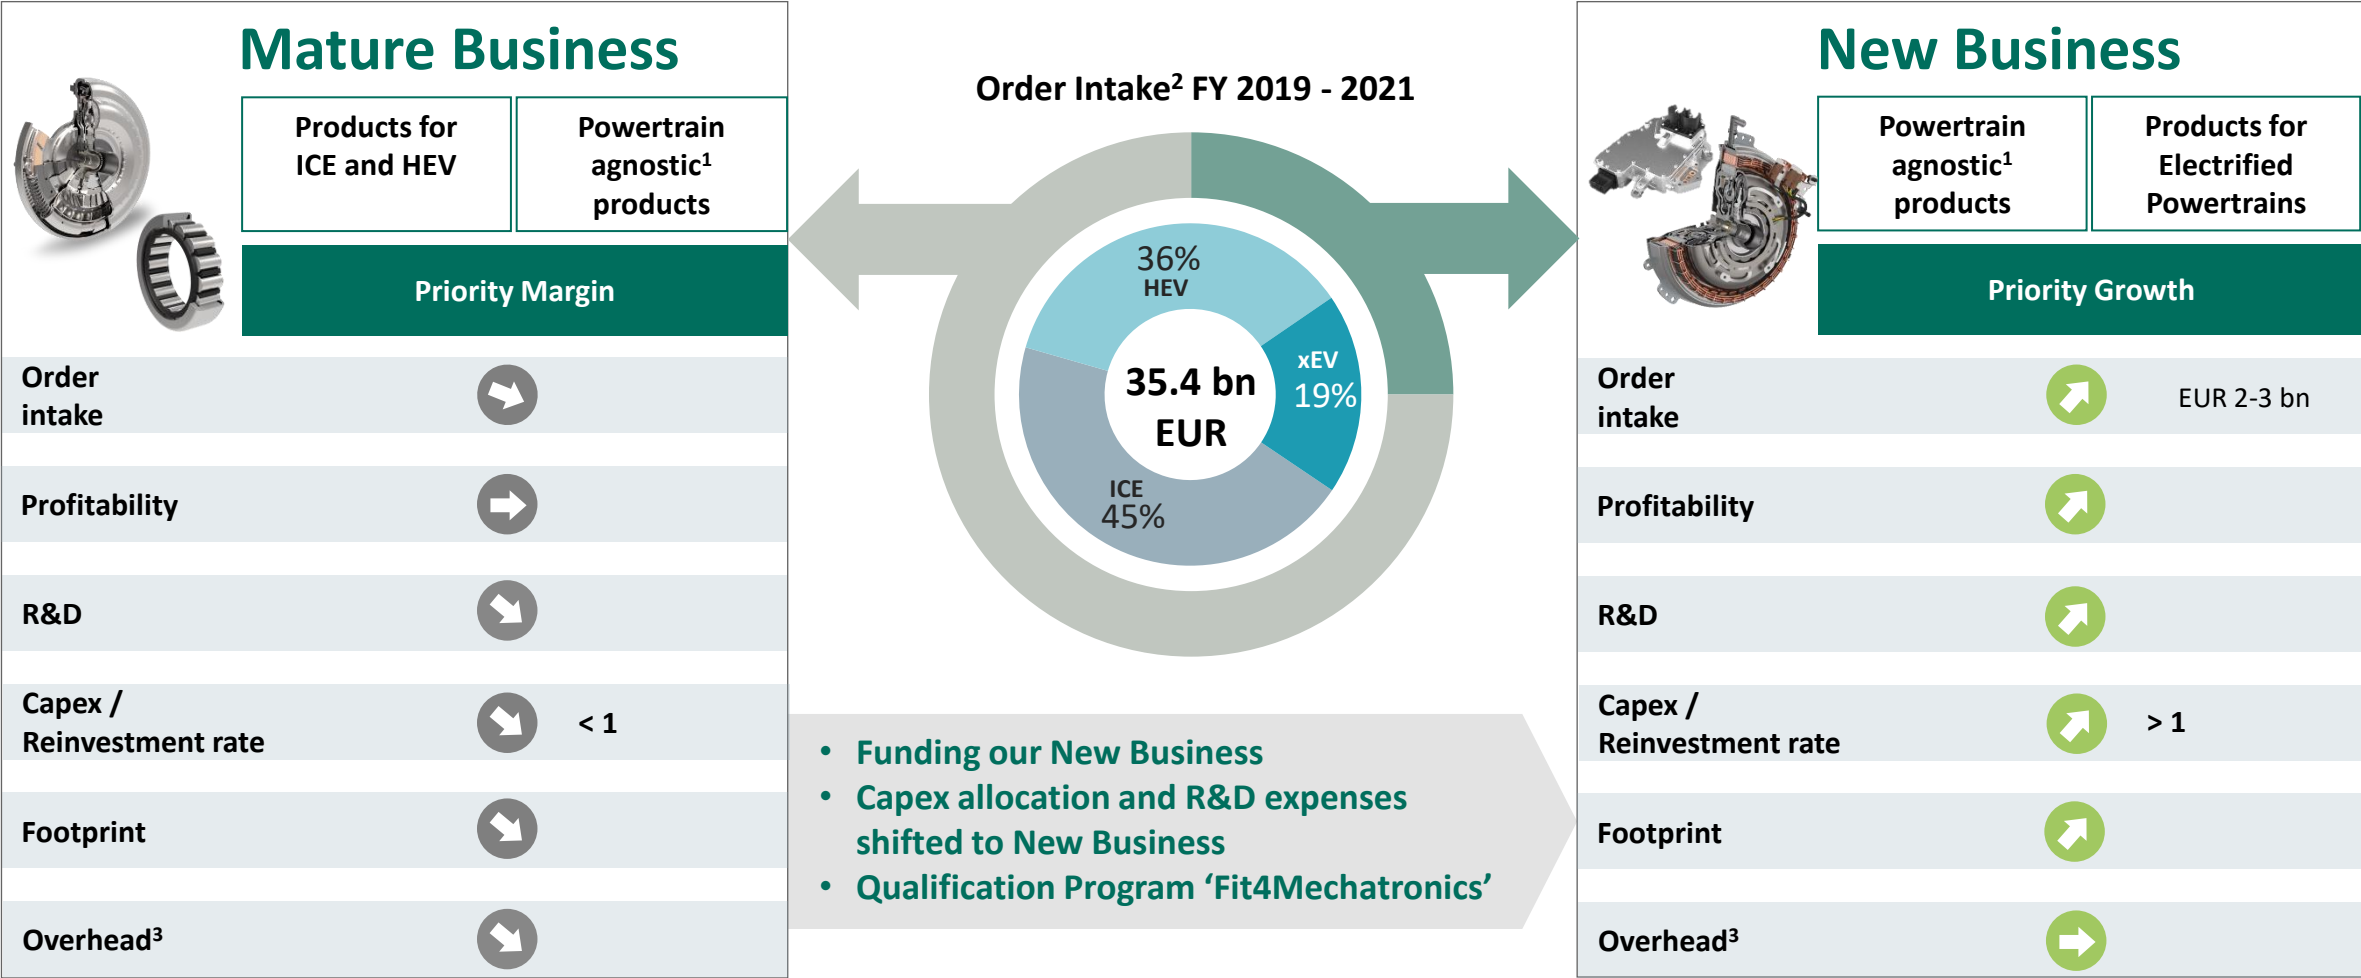 Mature Business
Products for
ICE and HEV
Powertrain
agnostic¹
products
Priority Margin
Order
intake
Profitability
R&D
Capex /
Reinvestment rate
< 1
Footprint
Overhead³
Order Intake² FY 2019 - 2021
36%
HEV
xEV
19%
35.4 bn
EUR
ICE
45%
• Funding our New Business
• Capex allocation and R&D expenses
shifted to New Business
• Qualification Program ‘Fit4Mechatronics’
New Business
Powertrain
agnostic¹
products
Products for
Electrified
Powertrains
Priority Growth
Order
intake
EUR 2-3 bn
Profitability
R&D
Capex /
Reinvestment rate
> 1
Footprint
Overhead³